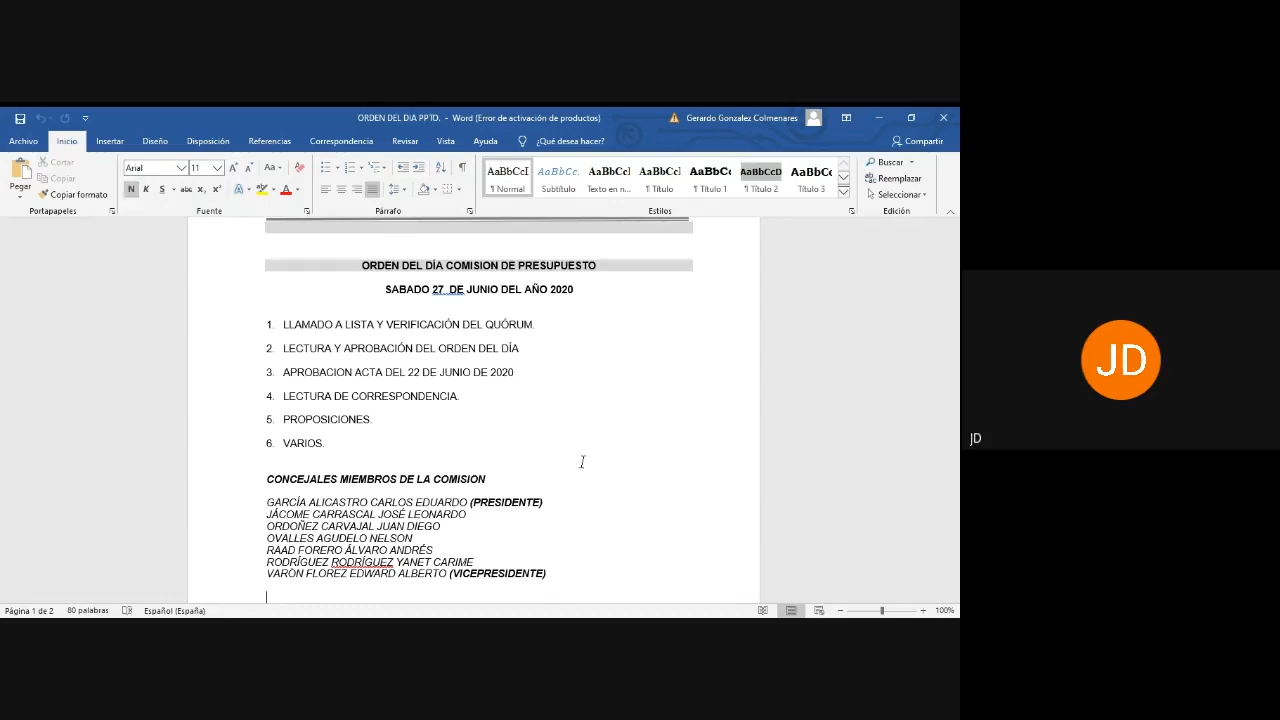 ORDEN DEL DIA PPTO. - Word (Error de activación de productos)
Gerardo Gonzalez Colmenares
Archivo Inicio Insertar Diseño Disposición Referencias Correspondencia Revisar Vista Ayuda ¿Qué desea hacer? Compartir
Pegar
Cortar
Copiar
Copiar formato
Portapapeles
Arial 11
Aa
N K S abc x₂ x²
A A
Fuente
Párrafo
AaBbCcI AaBbCc. AaBbCcI AaBbCcI AaBbCc AaBbCcD AaBbCc
¶ Normal Subtítulo Texto en n... ¶ Título ¶ Título 1 ¶ Título 2 Título 3
Estilos
Buscar
Reemplazar
Seleccionar
Edición
ORDEN DEL DÍA COMISION DE PRESUPUESTO
SABADO 27 DE JUNIO DEL AÑO 2020
1. LLAMADO A LISTA Y VERIFICACIÓN DEL QUÓRUM.
2. LECTURA Y APROBACIÓN DEL ORDEN DEL DÍA
3. APROBACION ACTA DEL 22 DE JUNIO DE 2020
4. LECTURA DE CORRESPONDENCIA.
5. PROPOSICIONES.
6. VARIOS.
CONCEJALES MIEMBROS DE LA COMISION
GARCÍA ALICASTRO CARLOS EDUARDO (PRESIDENTE)
JÁCOME CARRASCAL JOSÉ LEONARDO
ORDOÑEZ CARVAJAL JUAN DIEGO
OVALLES AGUDELO NELSON
RAAD FORERO ÁLVARO ANDRÉS
RODRÍGUEZ RODRÍGUEZ YANET CARIME
VARÓN FLOREZ EDWARD ALBERTO (VICEPRESIDENTE)
Página 1 de 2 80 palabras Español (España) 100%
JD
JD